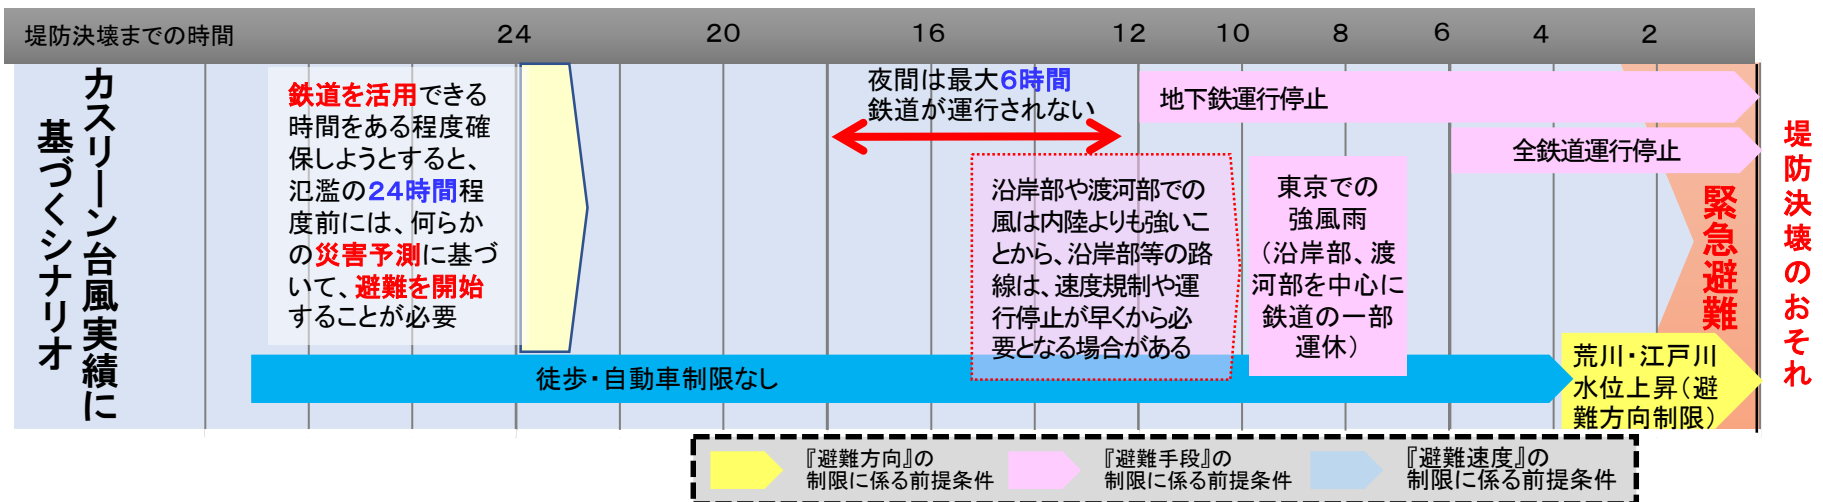 堤防決壊までの時間 24 20 16 12 10 8 6 4 2
カスリーン台風実績に
基づくシナリオ
鉄道を活用できる
時間をある程度確
保しようとすると、
氾濫の24時間程
度前には、何らか
の災害予測に基づ
いて、避難を開始
することが必要
夜間は最大6時間
鉄道が運行されない
地下鉄運行停止
全鉄道運行停止
沿岸部や渡河部での
風は内陸よりも強いこ
とから、沿岸部等の路
線は、速度規制や運
行停止が早くから必
要となる場合がある
東京での
強風雨
(沿岸部、渡
河部を中心に
鉄道の一部
運休)
緊急避難
堤防決壊のおそれ
徒歩・自動車制限なし
荒川・江戸川
水位上昇(避
難方向制限)
『避難方向』の
制限に係る前提条件
『避難手段』の
制限に係る前提条件
『避難速度』の
制限に係る前提条件